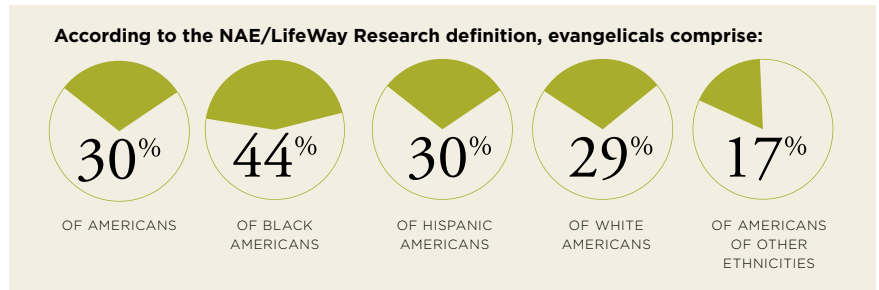 According to the NAE/LifeWay Research definition, evangelicals comprise:
30%
OF AMERICANS
44%
OF BLACK
AMERICANS
30%
OF HISPANIC
AMERICANS
29%
OF WHITE
AMERICANS
17%
OF AMERICANS
OF OTHER
ETHNICITIES